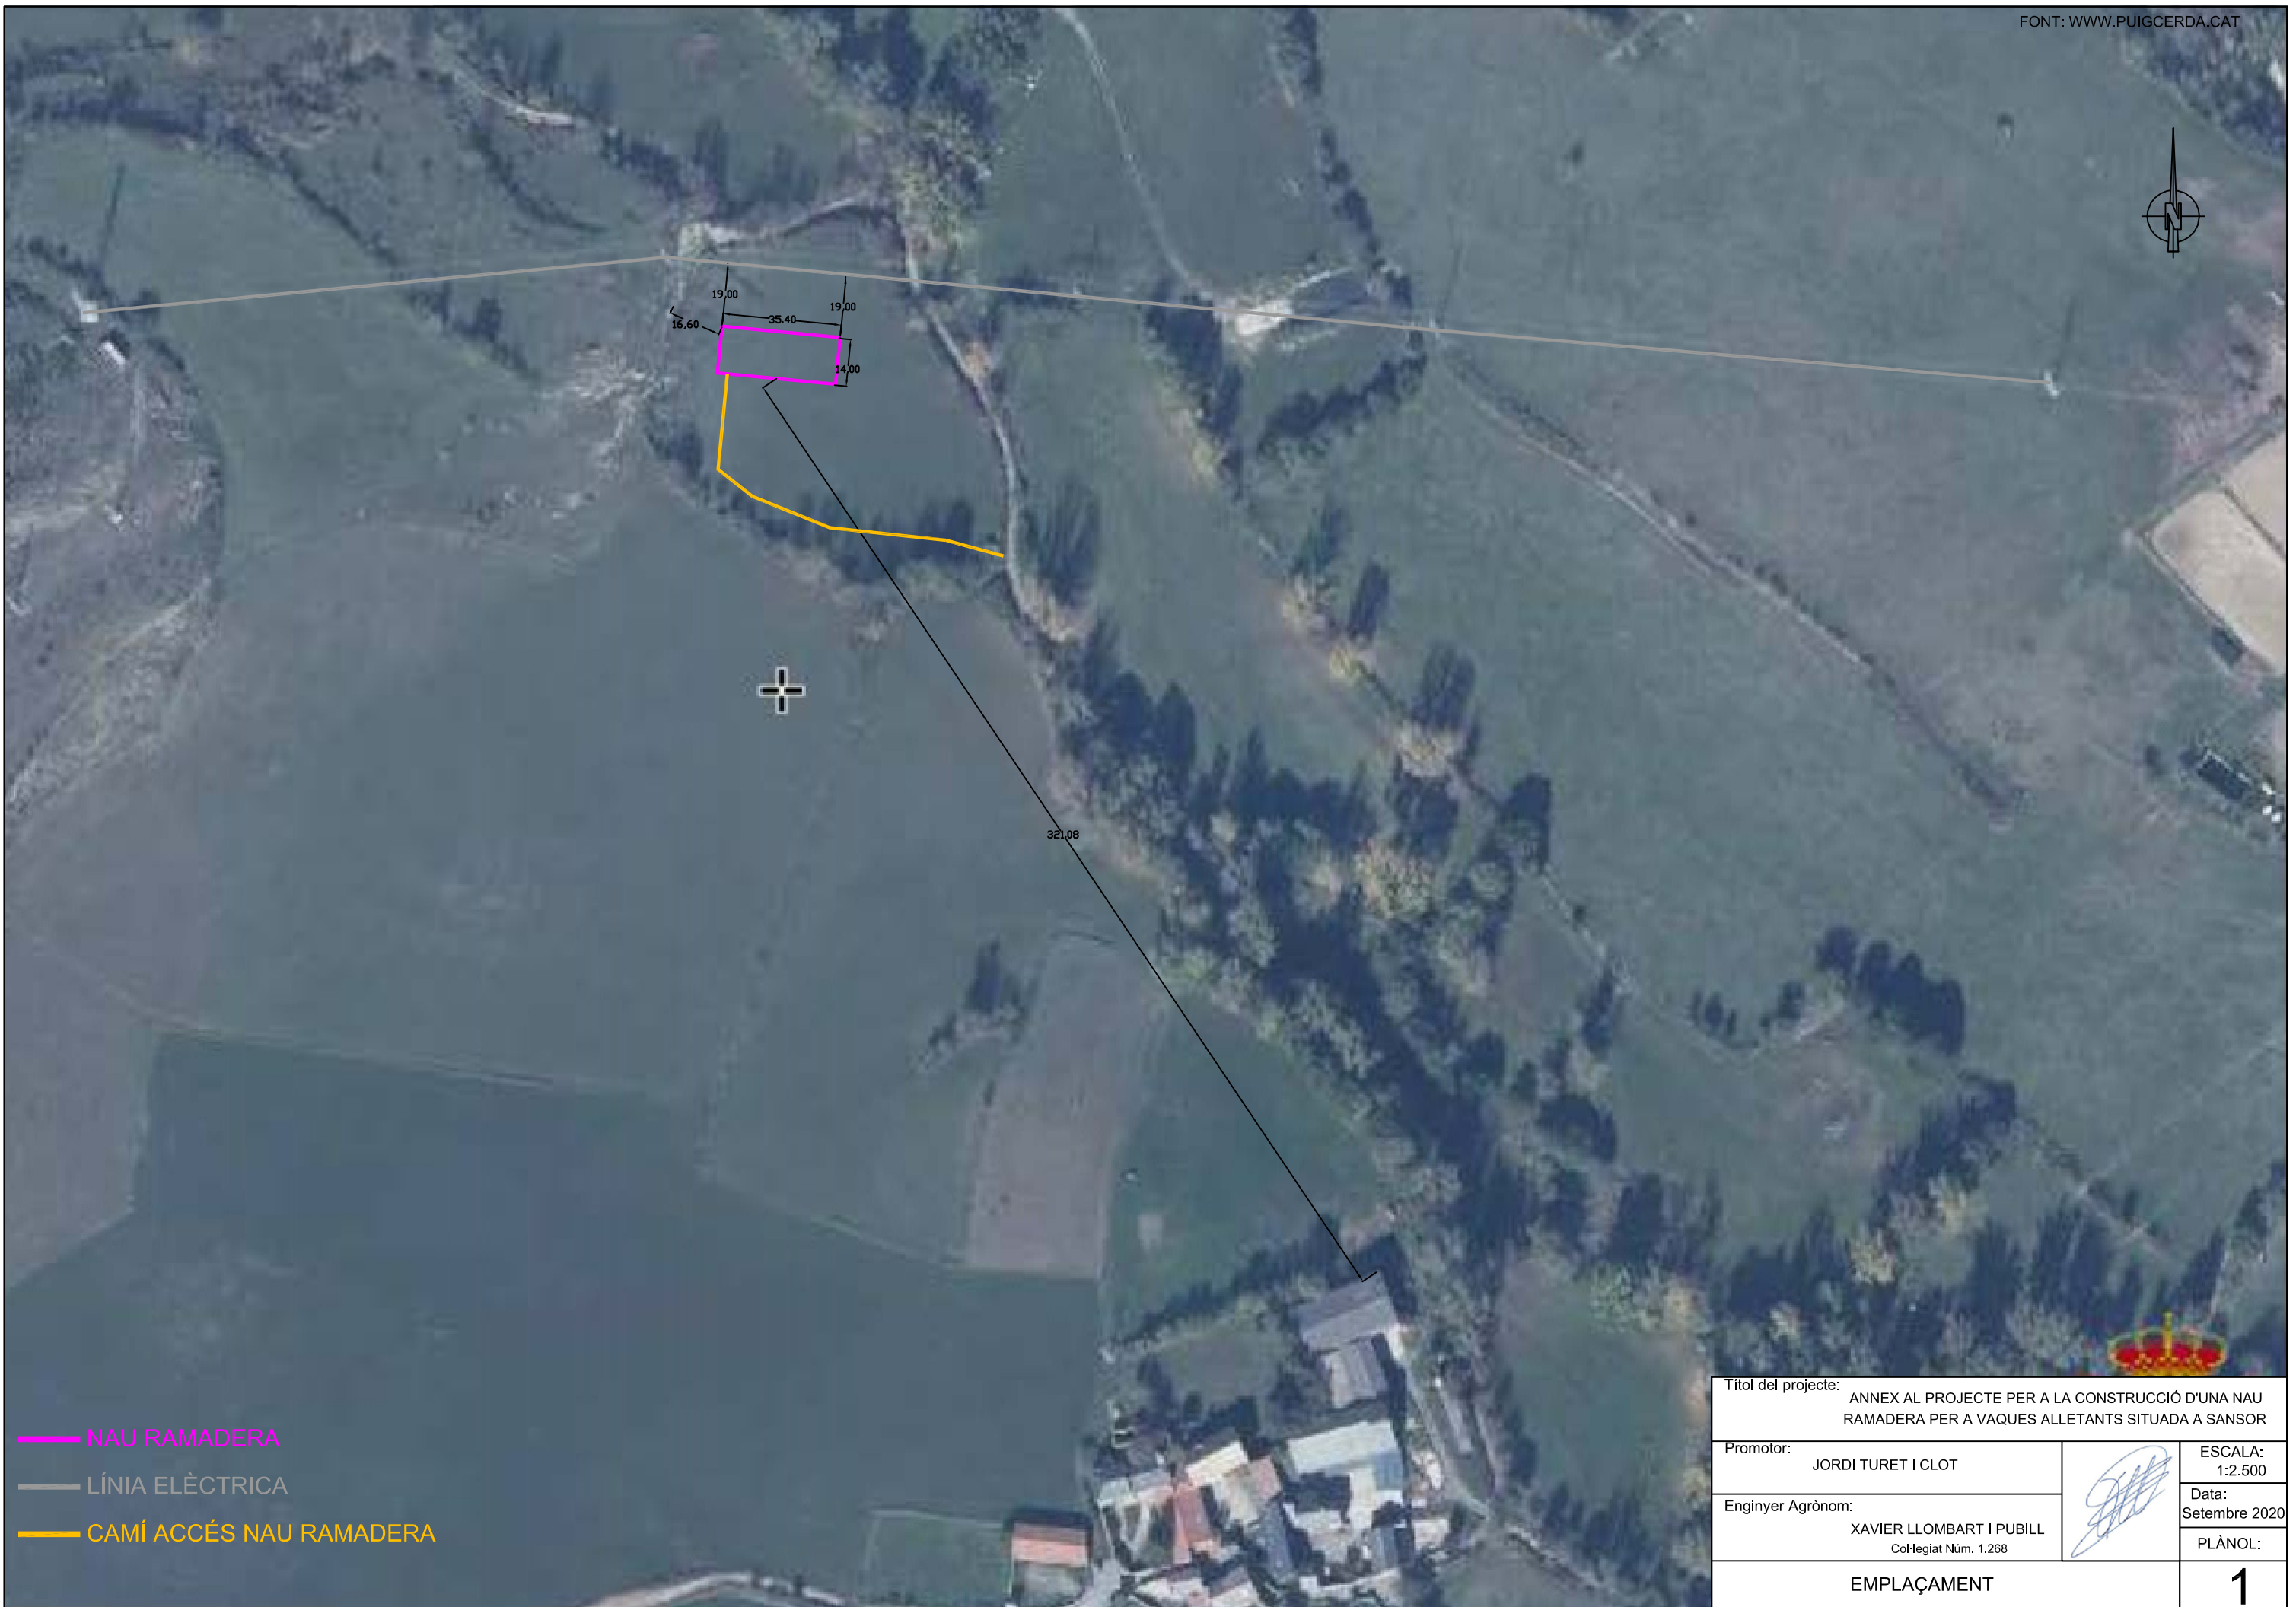 FONT: WWW.PUIGCERDA.CAT
19,00
19,00
35.40
16,60
14,00
321,08
NAU RAMADERA
LÍNIA ELÈCTRICA
CAMÍ ACCÉS NAU RAMADERA
Títol del projecte:
ANNEX AL PROJECTE PER A LA CONSTRUCCIÓ D'UNA NAU
RAMADERA PER A VAQUES ALLETANTS SITUADA A SANSOR
Promotor:
JORDI TURET I CLOT
Enginyer Agrònom:
XAVIER LLOMBART I PUBILL
Col·legiat Núm. 1.268
ESCALA:
1:2.500
Data:
Setembre 2020
PLÀNOL:
EMPLAÇAMENT
1